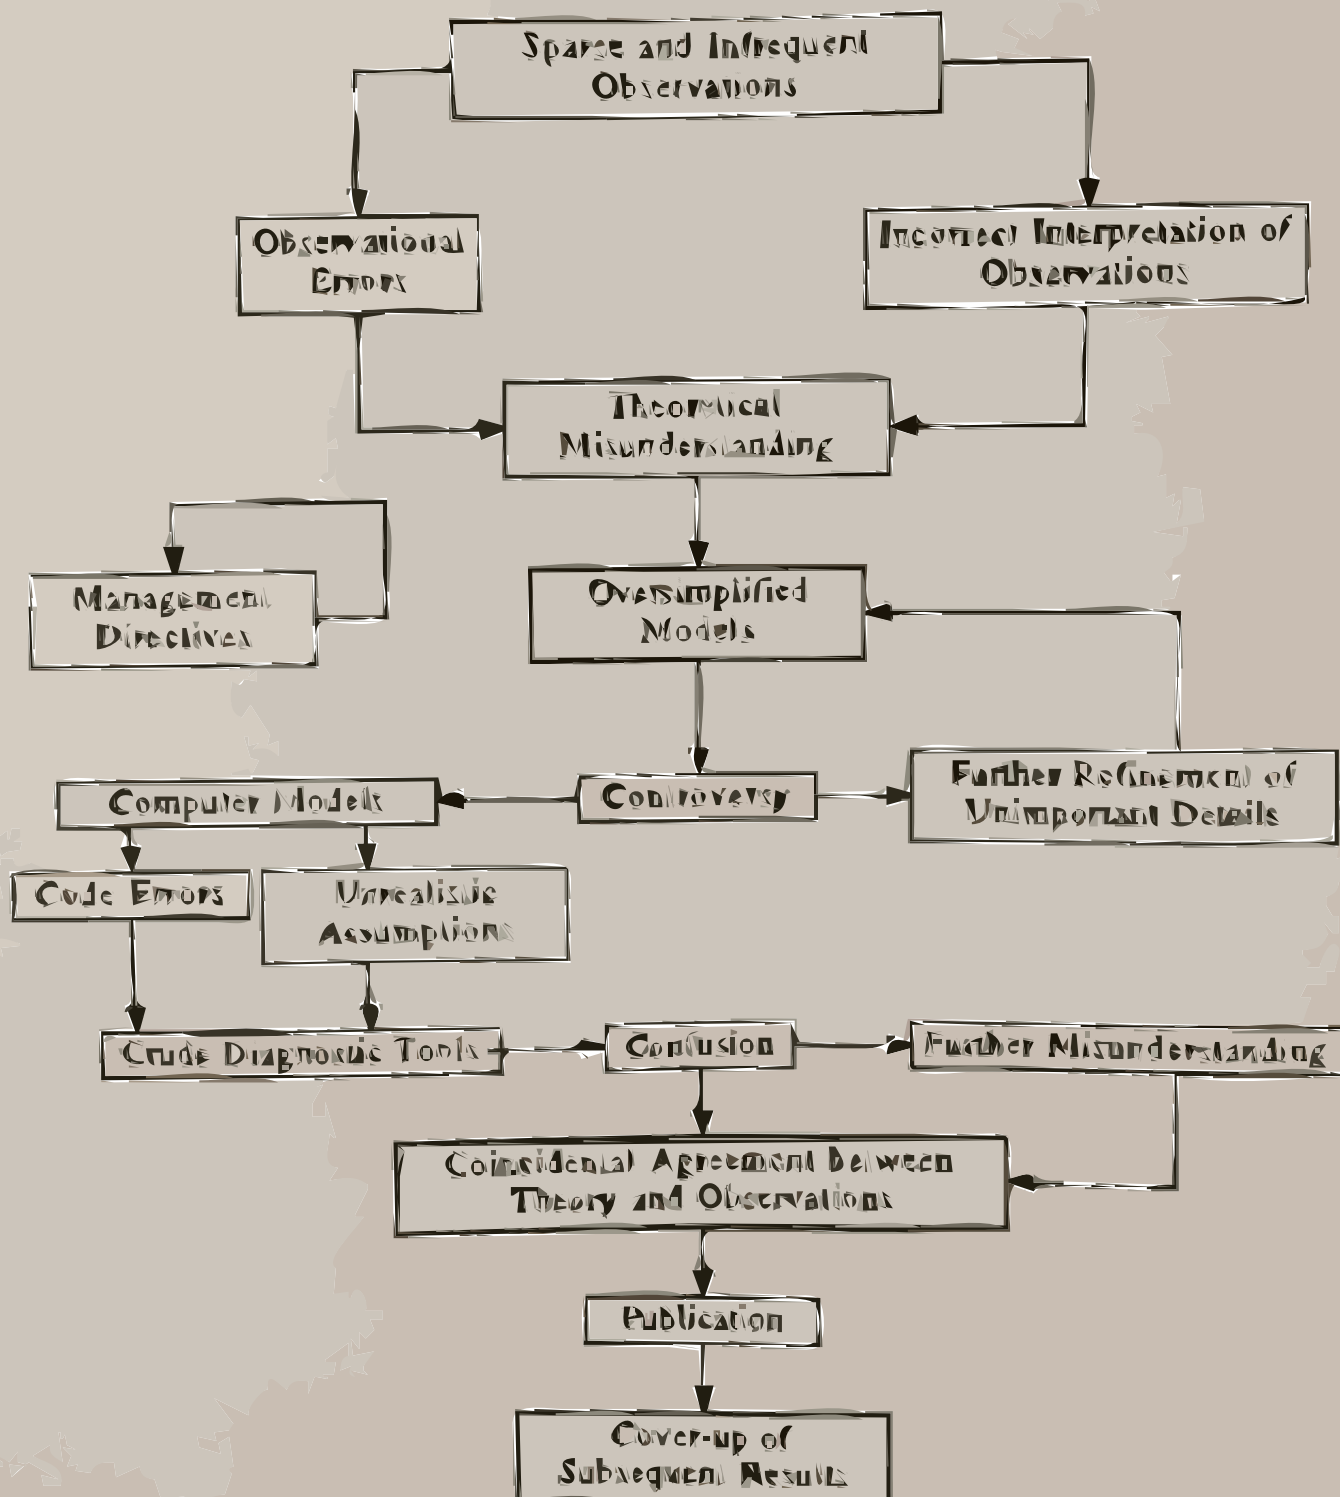 Sparse and Infrequent
Observations
Observational
Errors
Incorrect Interpretation of
Observations
Theoretical
Misunderstanding
Management
Directives
Oversimplified
Models
Computer Models
Controversy
Further Refinement of
Unimportant Details
Code Errors
Unrealistic
Assumptions
Crude Diagnostic Tools
Confusion
Further Misunderstanding
Coincidental Agreement Between
Theory and Observations
Publication
Cover-up of
Subsequent Results